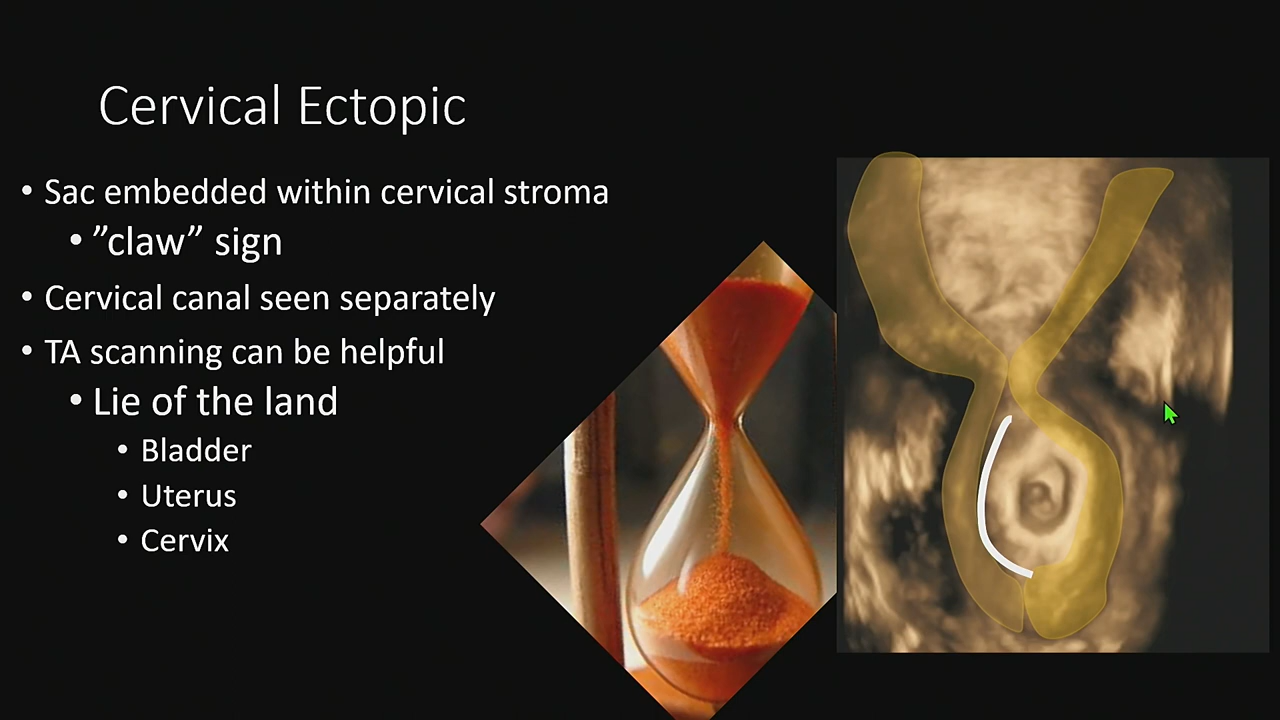 Cervical Ectopic
• Sac embedded within cervical stroma
• ”claw” sign
• Cervical canal seen separately
• TA scanning can be helpful
• Lie of the land
• Bladder
• Uterus
• Cervix